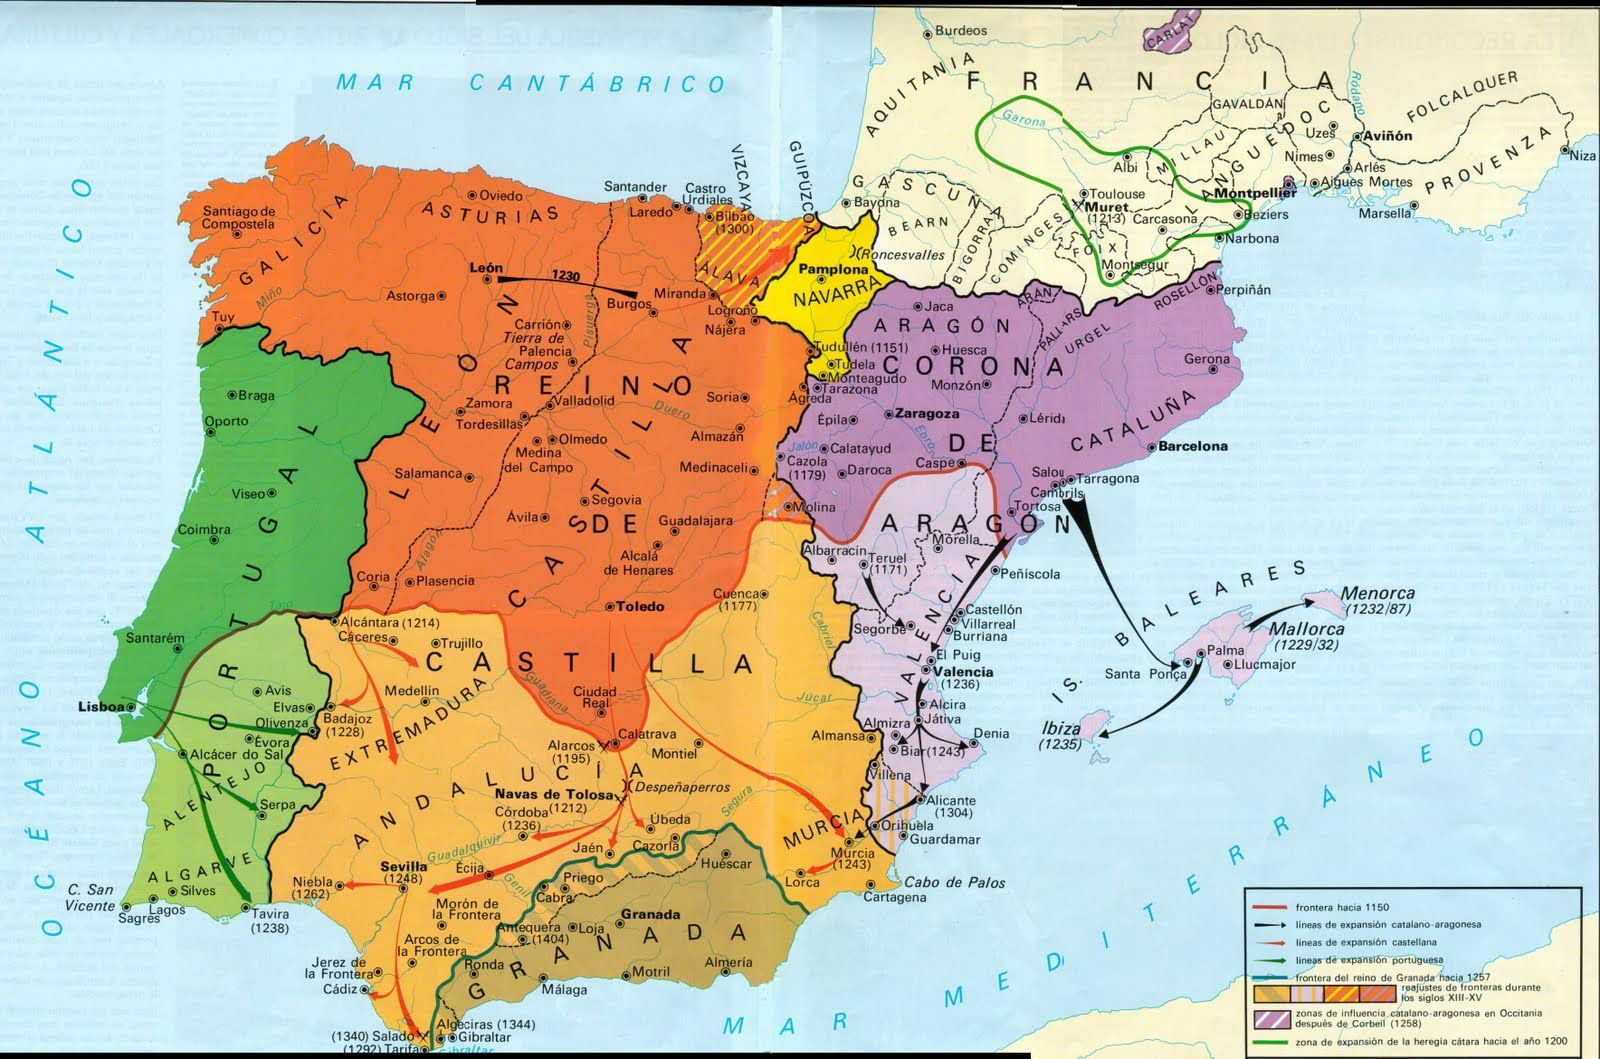 MAR CANTÁBRICO
OCÉANO ATLÁNTICO
MAR MEDITERRÁNEO
FRANCIA
Burdeos
AQUITANIA
CARLAT
Garona
GAVALDÁN
Ródano
FOLCALQUER
Uzes
Aviñón
Albi
MILLAU
LANGUEDOC
Nimes
Arlés
PROVENZA
Niza
Aigues Mortes
Marsella
Montpellier
Beziers
Toulouse
Muret
(1213)
Carcasona
Narbona
FOIX
Montsegur
COMINGES
BIGORRA
BEARN
GASCUÑA
Bayona
Roncesvalles
GUIPÚZCOA
VIZCAYA
Santander
Laredo
Castro
Urdiales
Bilbao
(1300)
ALAVA
Miranda
Pamplona
NAVARRA
Oviedo
ASTURIAS
Santiago de
Compostela
GALICIA
Miño
León
1230
Burgos
Pisuerga
Astorga
Tuy
Logroño
Nájera
Carrión
Tierra de
Palencia
Campos
REINO
LEÓN
Zamora
Valladolid
Tordesillas
Duero
Soria
Olmedo
Medina
del Campo
Almazán
Medinaceli
Salamanca
Segovia
DE
CASTILLA
Ávila
Guadalajara
Alcalá
de Henares
Alagón
Coria
Plasencia
Toledo
Cuenca
(1177)
Tudullén (1151)
Tudela
Monteagudo
Tarazona
Ágreda
Jaca
ARAGÓN
Huesca
CORONA
Monzón
ARÁN
PALLARS
URGEL
ROSELLÓN
Perpiñán
Gerona
Épila
Zaragoza
Lérida
CATALUÑA
Ebro
Jalón
Calatayud
DE
Barcelona
Cazola
(1179)
Daroca
Caspe
Salou
Tarragona
Cambrils
Tortosa
Molina
ARAGÓN
Albarracín
Morella
Teruel
(1171)
Peñíscola
VALENCIA
Castellón
Villarreal
Burriana
Segorbe
El Puig
Valencia
(1236)
Cabriel
Júcar
Alcira
Játiva
Almizra
Denia
Almansa
Biar (1243)
Villena
Alicante
(1304)
Orihuela
Guardamar
IS. BALEARES
Menorca
(1232/87)
Mallorca
(1229/32)
Palma
Llucmajor
Santa Ponça
Ibiza
(1235)
Braga
Oporto
PORTUGAL
Viseo
Coimbra
Tajo
Santarém
Lisboa
Avis
Elvas
Olivenza
Évora
Alcácer do Sal
ALENTEJO
Serpa
ALGARVE
Silves
C. San
Vicente
Sagres
Lagos
Tavira
(1238)
Alcántara (1214)
Cáceres
Trujillo
CASTILLA
Medellín
Badajoz
(1228)
EXTREMADURA
Guadiana
Ciudad
Real
Alarcos
(1195)
Calatrava
Montiel
ANDALUCÍA
Despeñaperros
Navas de Tolosa
(1212)
Córdoba
(1236)
Segura
Úbeda
MURCIA
Guadalquivir
Jaén
Cazorla
Murcia
(1243)
Sevilla
(1248)
Écija
Genil
Priego
Huéscar
Lorca
Cabo de Palos
Cartagena
Niebla
(1262)
Cabra
Morón de
la Frontera
Granada
Antequera
(1404)
Loja
GRANADA
Arcos de
la Frontera
Jerez de
la Frontera
Ronda
Motril
Almería
Cádiz
Málaga
Algeciras (1344)
(1340) Salado
Gibraltar
(1292) Tarifa
Gibraltar
frontera hacia 1150
líneas de expansión catalano-aragonesa
líneas de expansión castellana
líneas de expansión portuguesa
frontera del reino de Granada hacia 1257
reajustes de fronteras durante
los siglos XIII-XV
zonas de influencia catalano-aragonesa en Occitania
después de Corbeil (1258)
zona de expansión de la heregía cátara hacia el año 1200